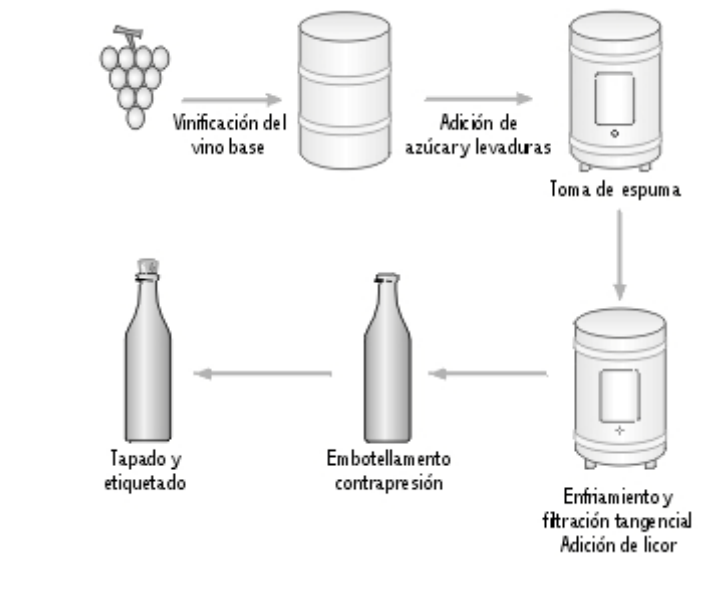 Vinificación del
vino base
Adición de
azúcar y levaduras
Toma de espuma
Tapado y
etiquetado
Embotellamento
contrapresión
Enfriamiento y
filtración tangencial
Adición de licor